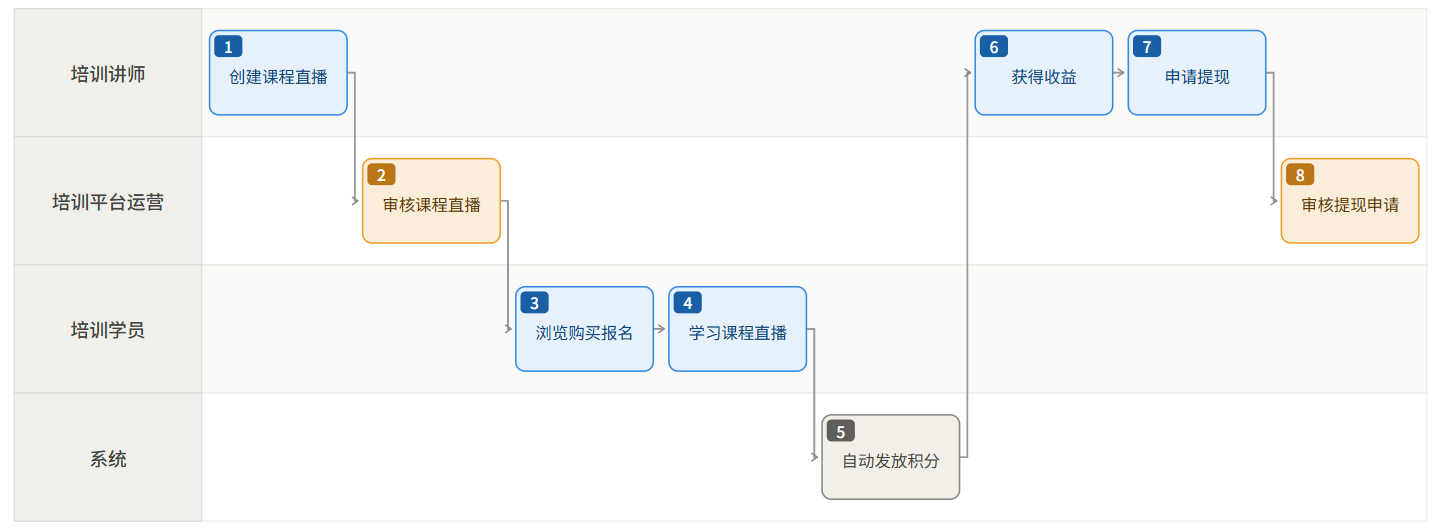 培训讲师
1
创建课程直播
6
获得收益
7
申请提现
培训平台运营
2
审核课程直播
8
审核提现申请
培训学员
3
浏览购买报名
4
学习课程直播
系统
5
自动发放积分